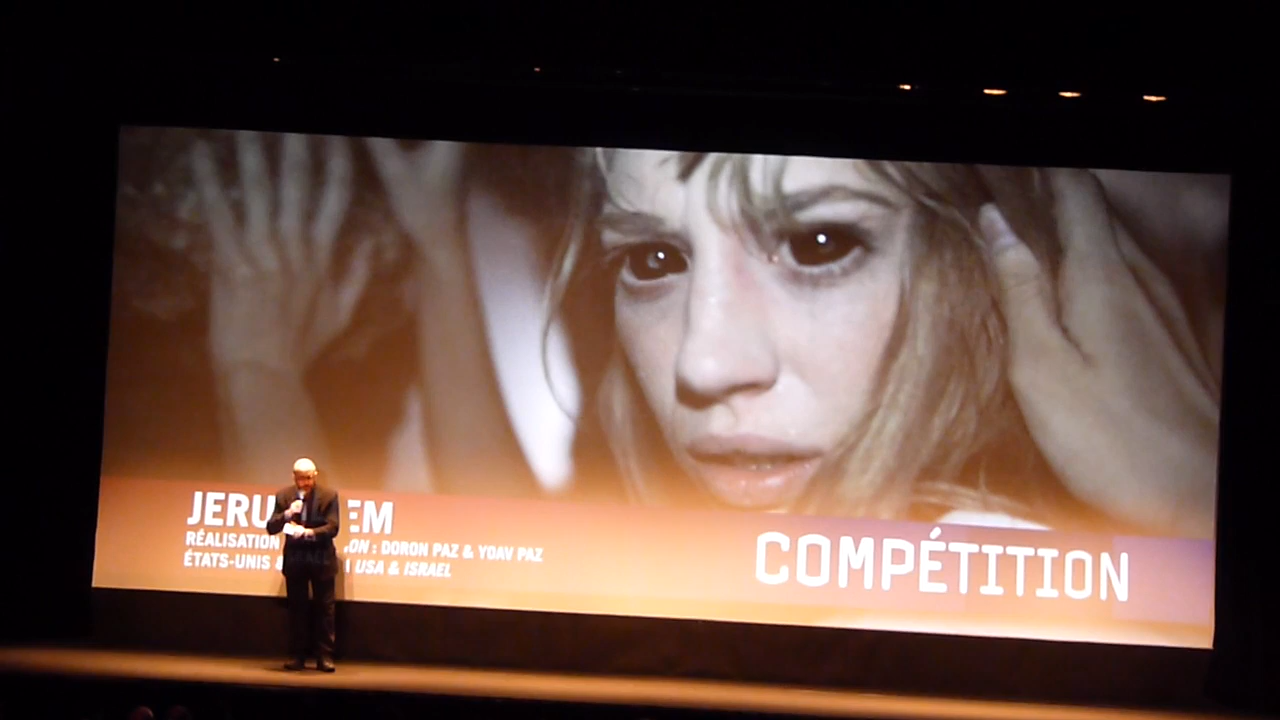 JERU EM
RÉALISATION ON : DORON PAZ & YOAV PAZ
ÉTATS-UNIS & USA & ISRAEL
COMPÉTITION